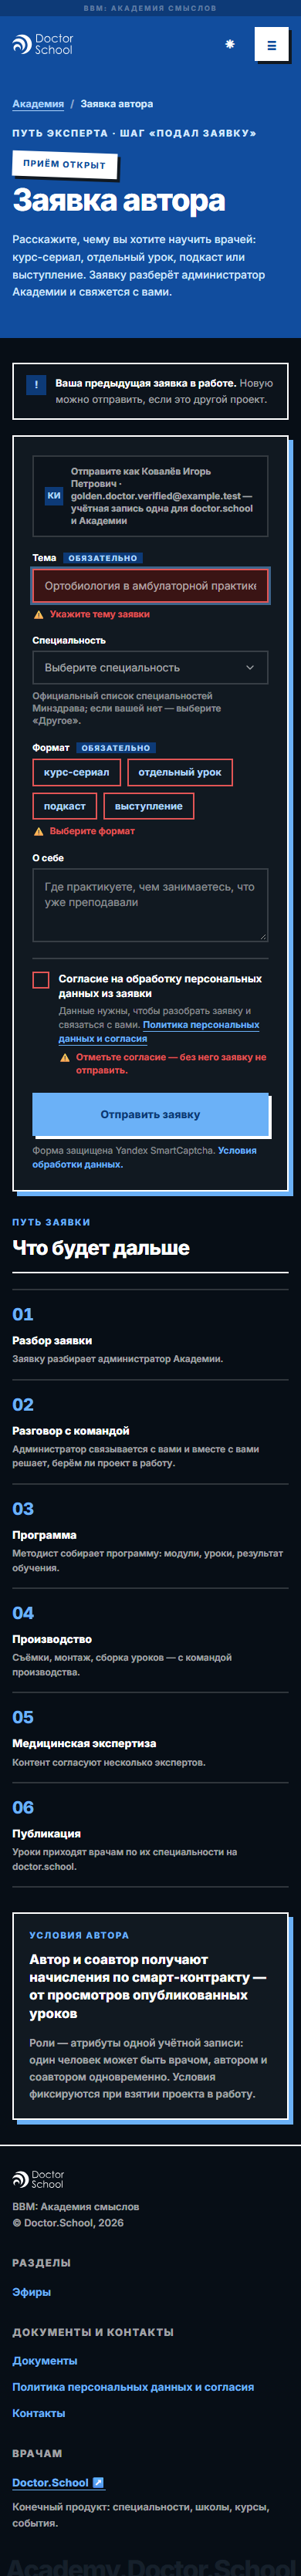 ВВМ: АКАДЕМИЯ СМЫСЛОВ
Doctor
School
Академия / Заявка автора
ПУТЬ ЭКСПЕРТА · ШАГ «ПОДАЛ ЗАЯВКУ»
ПРИЁМ ОТКРЫТ
Заявка автора
Расскажите, чему вы хотите научить врачей:
курс-сериал, отдельный урок, подкаст или
выступление. Заявку разберёт администратор
Академии и свяжется с вами.
! Ваша предыдущая заявка в работе. Новую
можно отправить, если это другой проект.
КИ
Отправите как Ковалёв Игорь
Петрович ·
golden.doctor.verified@example.test —
учётная запись одна для doctor.school
и Академии
Тема ОБЯЗАТЕЛЬНО
Ортобиология в амбулаторной практике
Укажите тему заявки
Специальность
Выберите специальность
Официальный список специальностей
Минздрава; если вашей нет — выберите
«Другое».
Формат ОБЯЗАТЕЛЬНО
курс-сериал отдельный урок
подкаст выступление
Выберите формат
О себе
Где практикуете, чем занимаетесь, что
уже преподавали
Согласие на обработку персональных
данных из заявки
Данные нужны, чтобы разобрать заявку и
связаться с вами. Политика персональных
данных и согласия
Отметьте согласие — без него заявку не
отправить.
Отправить заявку
Форма защищена Yandex SmartCaptcha. Условия
обработки данных.
ПУТЬ ЗАЯВКИ
Что будет дальше
01
Разбор заявки
Заявку разбирает администратор Академии.
02
Разговор с командой
Администратор связывается с вами и вместе с вами
решает, берём ли проект в работу.
03
Программа
Методист собирает программу: модули, уроки, результат
обучения.
04
Производство
Съёмки, монтаж, сборка уроков — с командой
производства.
05
Медицинская экспертиза
Контент согласуют несколько экспертов.
06
Публикация
Уроки приходят врачам по их специальности на
doctor.school.
УСЛОВИЯ АВТОРА
Автор и соавтор получают
начисления по смарт-контракту —
от просмотров опубликованных
уроков
Роли — атрибуты одной учётной записи:
один человек может быть врачом, автором и
соавтором одновременно. Условия
фиксируются при взятии проекта в работу.
Doctor
School
ВВМ: Академия смыслов
© Doctor.School, 2026
РАЗДЕЛЫ
Эфиры
ДОКУМЕНТЫ И КОНТАКТЫ
Документы
Политика персональных данных и согласия
Контакты
ВРАЧАМ
Doctor.School ↗
Конечный продукт: специальности, школы, курсы,
события.
Academy.Doctor.School